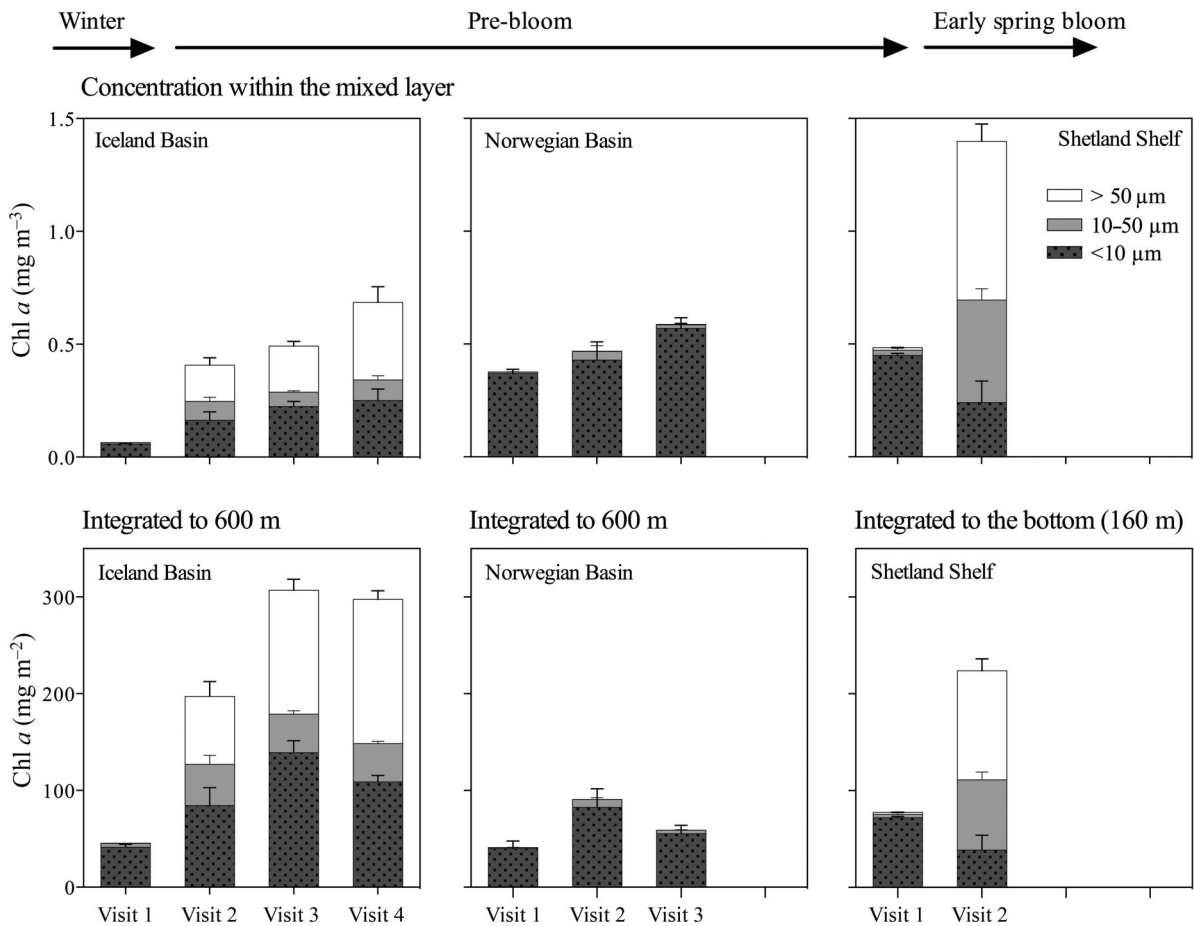 Winter
Pre-bloom
Early spring bloom
Concentration within the mixed layer
Chl a (mg m⁻³)
1.5
1.0
0.5
0.0
Iceland Basin
Norwegian Basin
Shetland Shelf
> 50 µm
10–50 µm
<10 µm
Integrated to 600 m
Integrated to 600 m
Integrated to the bottom (160 m)
Chl a (mg m⁻²)
300
200
100
0
Iceland Basin
Norwegian Basin
Shetland Shelf
Visit 1 Visit 2 Visit 3 Visit 4
Visit 1 Visit 2 Visit 3
Visit 1 Visit 2